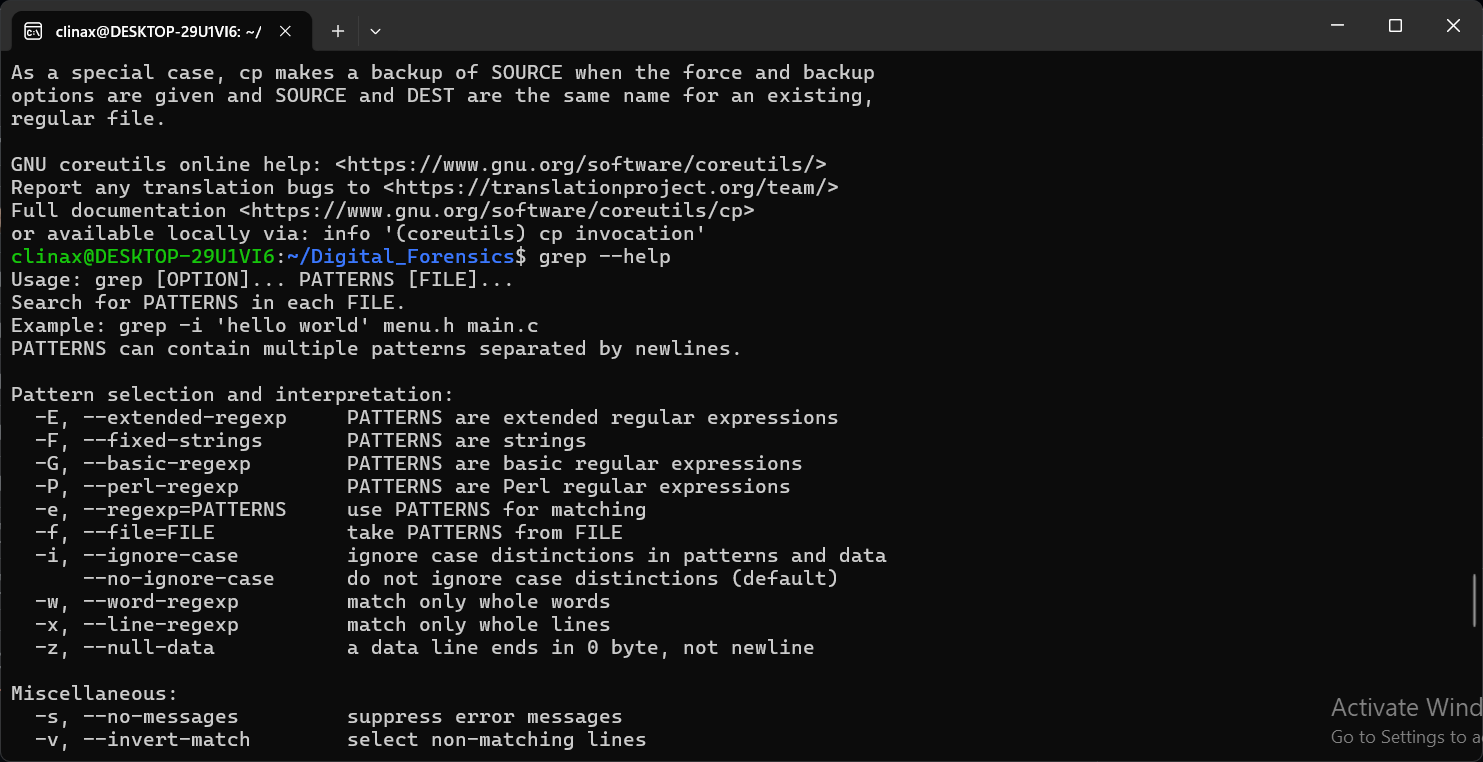 clinax@DESKTOP-29U1VI6: ~/
As a special case, cp makes a backup of SOURCE when the force and backup
options are given and SOURCE and DEST are the same name for an existing,
regular file.
GNU coreutils online help: <https://www.gnu.org/software/coreutils/>
Report any translation bugs to <https://translationproject.org/team/>
Full documentation <https://www.gnu.org/software/coreutils/cp>
or available locally via: info '(coreutils) cp invocation'
clinax@DESKTOP-29U1VI6:~/Digital_Forensics$ grep --help
Usage: grep [OPTION]... PATTERNS [FILE]...
Search for PATTERNS in each FILE.
Example: grep -i 'hello world' menu.h main.c
PATTERNS can contain multiple patterns separated by newlines.
Pattern selection and interpretation:
-E, --extended-regexp PATTERNS are extended regular expressions
-F, --fixed-strings PATTERNS are strings
-G, --basic-regexp PATTERNS are basic regular expressions
-P, --perl-regexp PATTERNS are Perl regular expressions
-e, --regexp=PATTERNS use PATTERNS for matching
-f, --file=FILE take PATTERNS from FILE
-i, --ignore-case ignore case distinctions in patterns and data
--no-ignore-case do not ignore case distinctions (default)
-w, --word-regexp match only whole words
-x, --line-regexp match only whole lines
-z, --null-data a data line ends in 0 byte, not newline
Miscellaneous:
-s, --no-messages suppress error messages
-v, --invert-match select non-matching lines
Activate Wind
Go to Settings to a